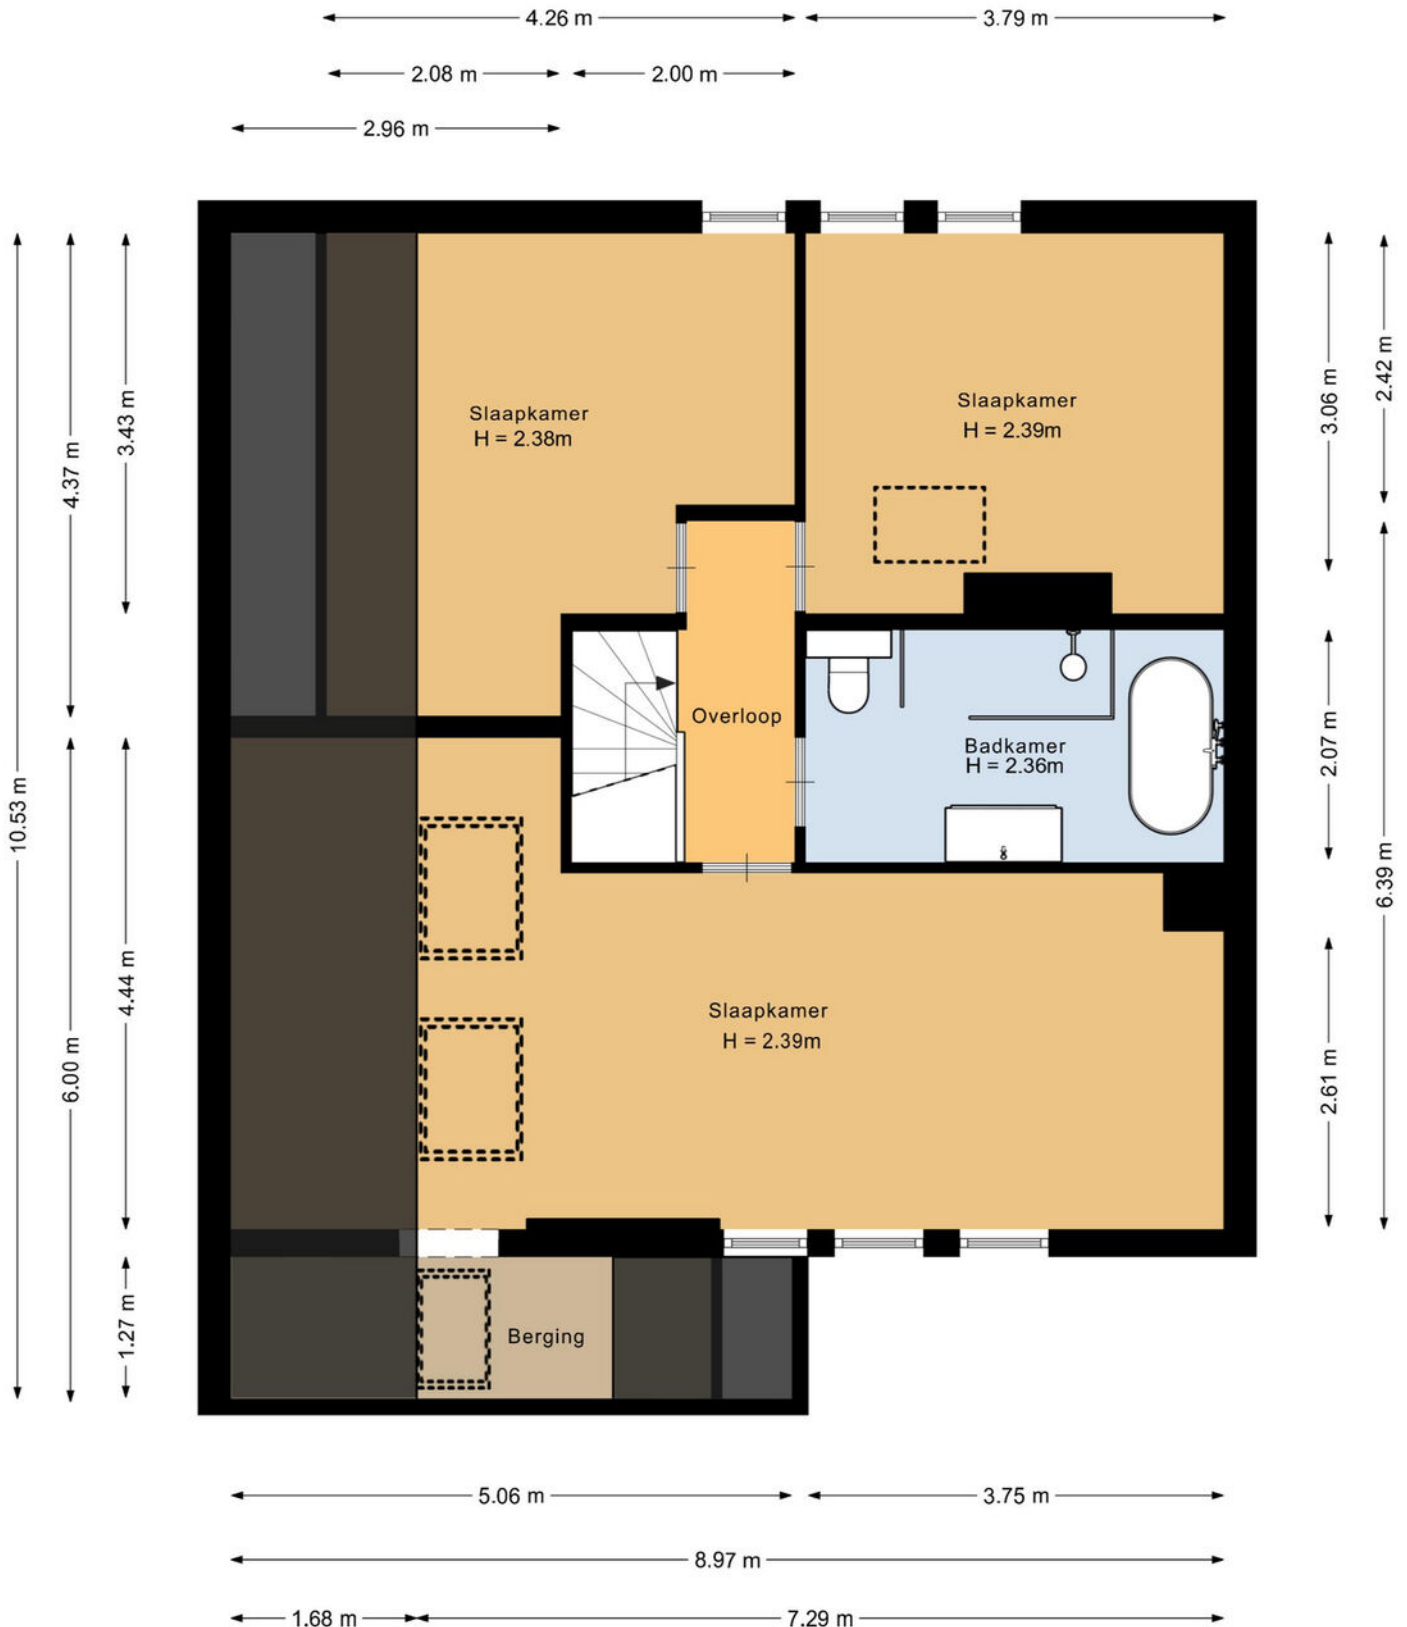 4.26 m
3.79 m
2.08 m
2.00 m
2.96 m
10.53 m
4.37 m
3.43 m
6.00 m
4.44 m
1.27 m
Slaapkamer
H = 2.38m
Slaapkamer
H = 2.39m
Overloop
Badkamer
H = 2.36m
Slaapkamer
H = 2.39m
Berging
3.06 m
2.42 m
2.07 m
6.39 m
2.61 m
5.06 m
3.75 m
8.97 m
1.68 m
7.29 m